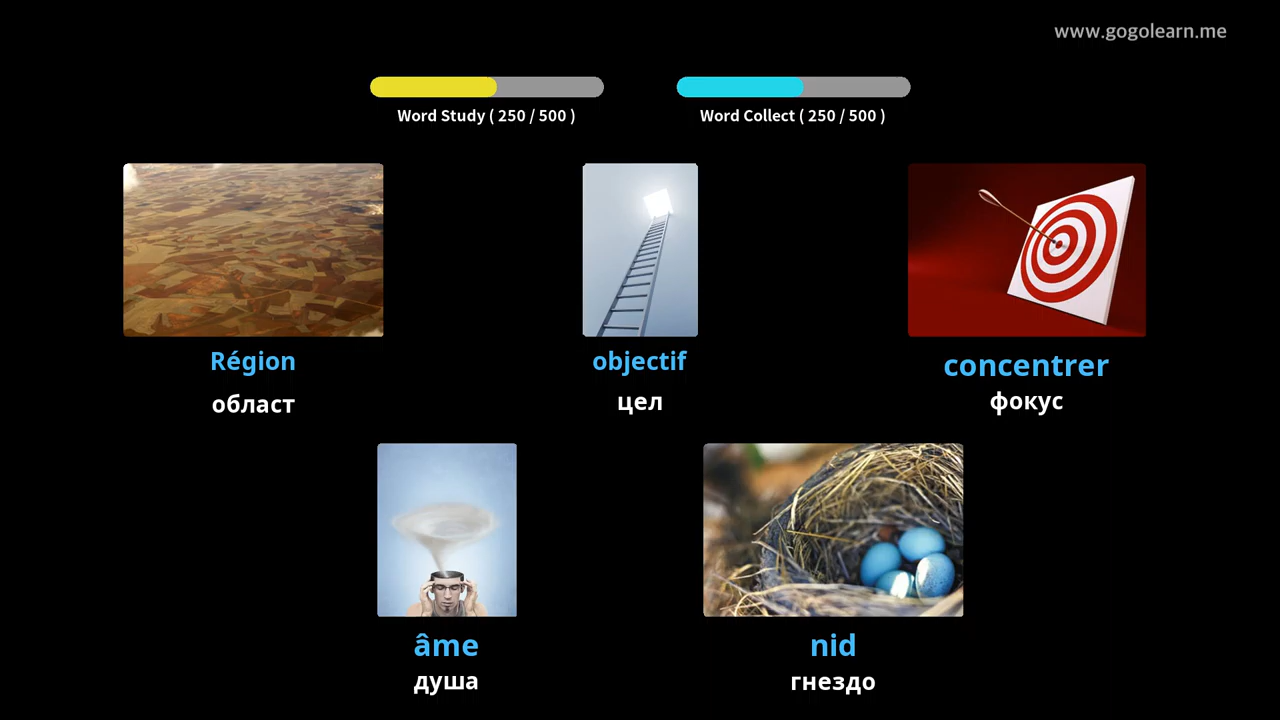 www.gogolearn.me
Word Study ( 250 / 500 )
Word Collect ( 250 / 500 )
Région
област
objectif
цел
concentrer
фокус
âme
душа
nid
гнездо